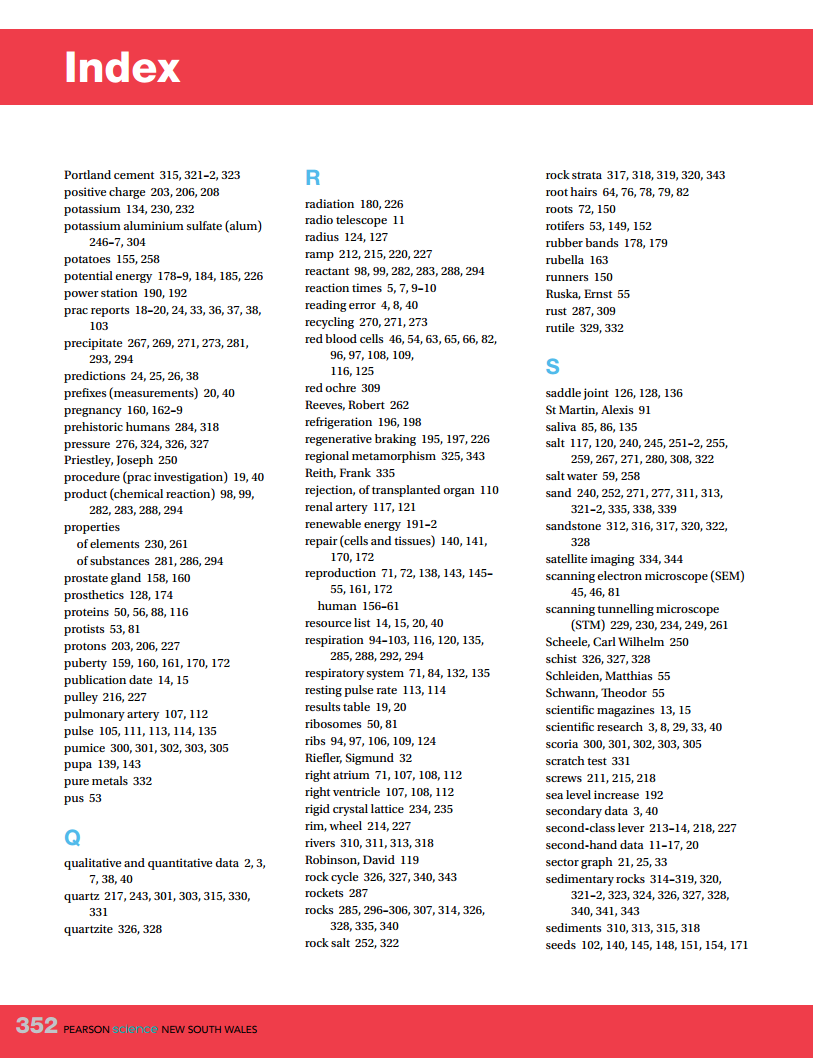 Index
Portland cement 315, 321–2, 323
positive charge 203, 206, 208
potassium 134, 230, 232
potassium aluminium sulfate (alum)
246–7, 304
potatoes 155, 258
potential energy 178–9, 184, 185, 226
power station 190, 192
prac reports 18–20, 24, 33, 36, 37, 38,
103
precipitate 267, 269, 271, 273, 281,
293, 294
predictions 24, 25, 26, 38
prefixes (measurements) 20, 40
pregnancy 160, 162–9
prehistoric humans 284, 318
pressure 276, 324, 326, 327
Priestley, Joseph 250
procedure (prac investigation) 19, 40
product (chemical reaction) 98, 99,
282, 283, 288, 294
properties
of elements 230, 261
of substances 281, 286, 294
prostate gland 158, 160
prosthetics 128, 174
proteins 50, 56, 88, 116
protists 53, 81
protons 203, 206, 227
puberty 159, 160, 161, 170, 172
publication date 14, 15
pulley 216, 227
pulmonary artery 107, 112
pulse 105, 111, 113, 114, 135
pumice 300, 301, 302, 303, 305
pupa 139, 143
pure metals 332
pus 53
Q
qualitative and quantitative data 2, 3,
7, 38, 40
quartz 217, 243, 301, 303, 315, 330,
331
quartzite 326, 328
R
radiation 180, 226
radio telescope 11
radius 124, 127
ramp 212, 215, 220, 227
reactant 98, 99, 282, 283, 288, 294
reaction times 5, 7, 9–10
reading error 4, 8, 40
recycling 270, 271, 273
red blood cells 46, 54, 63, 65, 66, 82,
96, 97, 108, 109,
116, 125
red ochre 309
Reeves, Robert 262
refrigeration 196, 198
regenerative braking 195, 197, 226
regional metamorphism 325, 343
Reith, Frank 335
rejection, of transplanted organ 110
renal artery 117, 121
renewable energy 191–2
repair (cells and tissues) 140, 141,
170, 172
reproduction 71, 72, 138, 143, 145–
55, 161, 172
human 156–61
resource list 14, 15, 20, 40
respiration 94–103, 116, 120, 135,
285, 288, 292, 294
respiratory system 71, 84, 132, 135
resting pulse rate 113, 114
results table 19, 20
ribosomes 50, 81
ribs 94, 97, 106, 109, 124
Riefler, Sigmund 32
right atrium 71, 107, 108, 112
right ventricle 107, 108, 112
rigid crystal lattice 234, 235
rim, wheel 214, 227
rivers 310, 311, 313, 318
Robinson, David 119
rock cycle 326, 327, 340, 343
rockets 287
rocks 285, 296–306, 307, 314, 326,
328, 335, 340
rock salt 252, 322
rock strata 317, 318, 319, 320, 343
root hairs 64, 76, 78, 79, 82
roots 72, 150
rotifers 53, 149, 152
rubber bands 178, 179
rubella 163
runners 150
Ruska, Ernst 55
rust 287, 309
rutile 329, 332
S
saddle joint 126, 128, 136
St Martin, Alexis 91
saliva 85, 86, 135
salt 117, 120, 240, 245, 251–2, 255,
259, 267, 271, 280, 308, 322
salt water 59, 258
sand 240, 252, 271, 277, 311, 313,
321–2, 335, 338, 339
sandstone 312, 316, 317, 320, 322,
328
satellite imaging 334, 344
scanning electron microscope (SEM)
45, 46, 81
scanning tunnelling microscope
(STM) 229, 230, 234, 249, 261
Scheele, Carl Wilhelm 250
schist 326, 327, 328
Schleiden, Matthias 55
Schwann, Theodor 55
scientific magazines 13, 15
scientific research 3, 8, 29, 33, 40
scoria 300, 301, 302, 303, 305
scratch test 331
screws 211, 215, 218
sea level increase 192
secondary data 3, 40
second-class lever 213–14, 218, 227
second-hand data 11–17, 20
sector graph 21, 25, 33
sedimentary rocks 314–319, 320,
321–2, 323, 324, 326, 327, 328,
340, 341, 343
sediments 310, 313, 315, 318
seeds 102, 140, 145, 148, 151, 154, 171
352 PEARSON science NEW SOUTH WALES